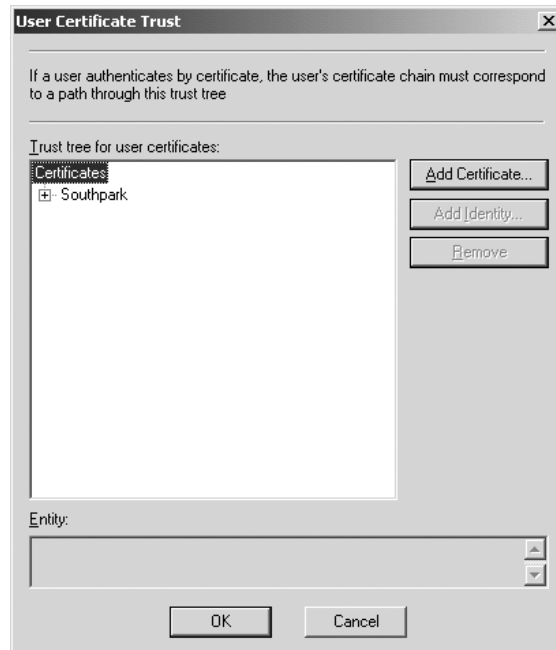 User Certificate Trust
If a user authenticates by certificate, the user's certificate chain must correspond
to a path through this trust tree
Trust tree for user certificates:
Certificates
Southpark
Add Certificate...
Add Identity...
Remove
Entity:
OK
Cancel